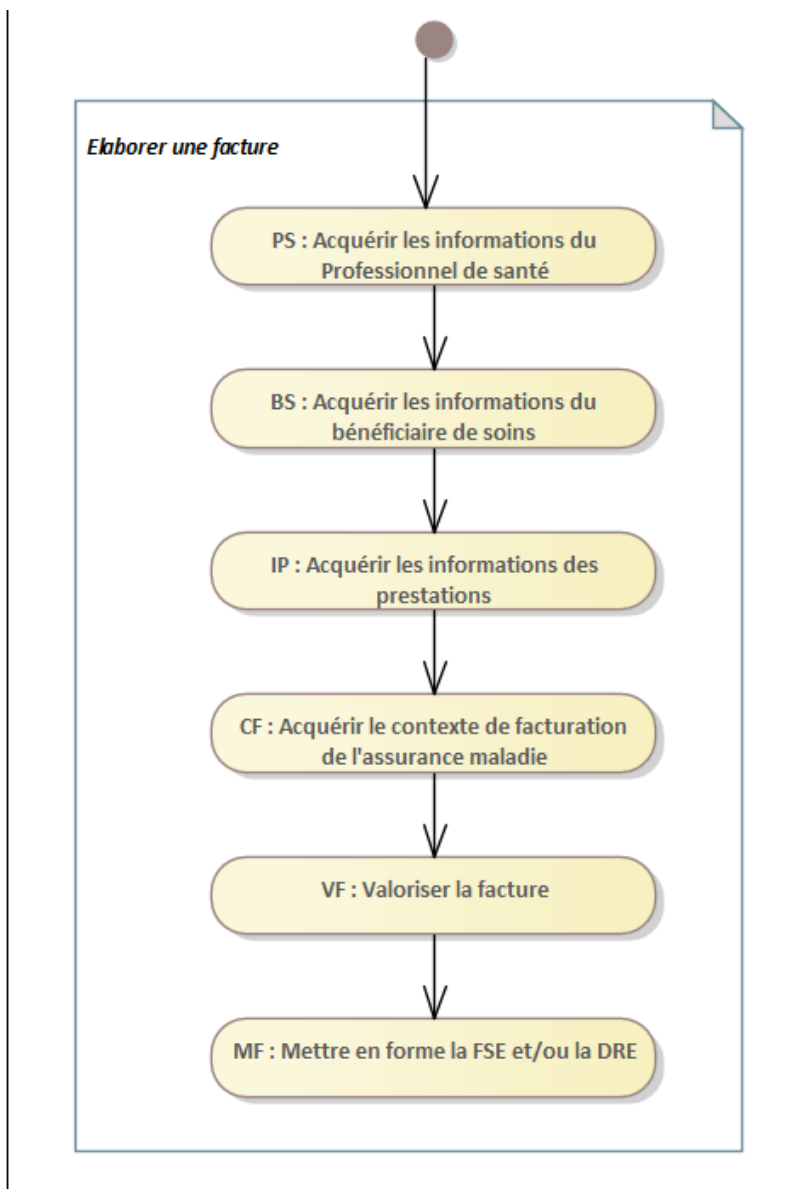 Elaborer une facture
PS : Acquérir les informations du
Professionnel de santé
BS : Acquérir les informations du
bénéficiaire de soins
IP : Acquérir les informations des
prestations
CF : Acquérir le contexte de facturation
de l'assurance maladie
VF : Valoriser la facture
MF : Mettre en forme la FSE et/ou la DRE